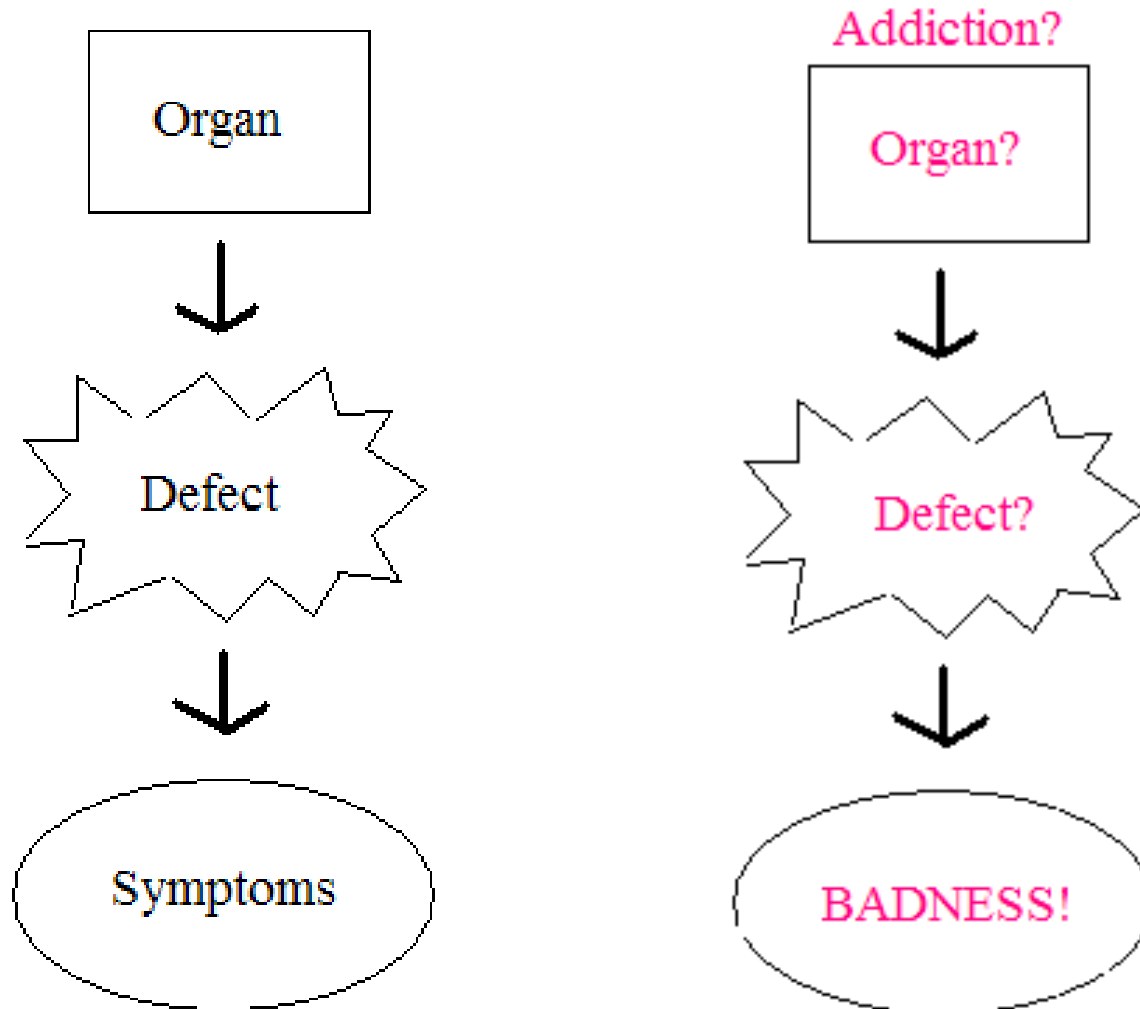 Organ
Defect
Symptoms
Addiction?
Organ?
Defect?
BADNESS!